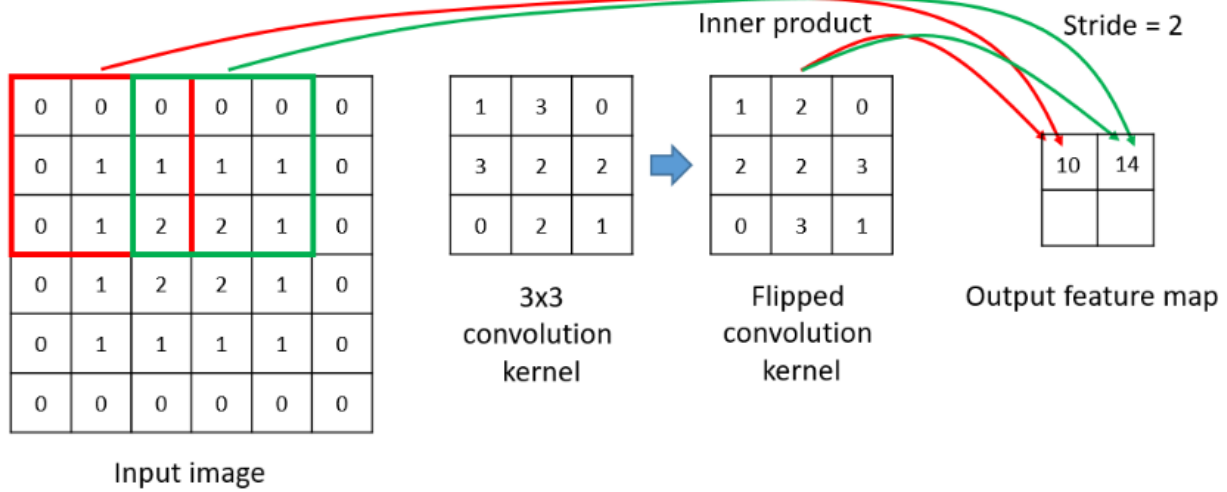 Inner product
Stride = 2
0 0 0 0 0 0
0 1 1 1 1 0
0 1 2 2 1 0
0 1 2 2 1 0
0 1 1 1 1 0
0 0 0 0 0 0
Input image
1 3 0
3 2 2
0 2 1
3x3
convolution
kernel
1 2 0
2 2 3
0 3 1
Flipped
convolution
kernel
10 14
Output feature map